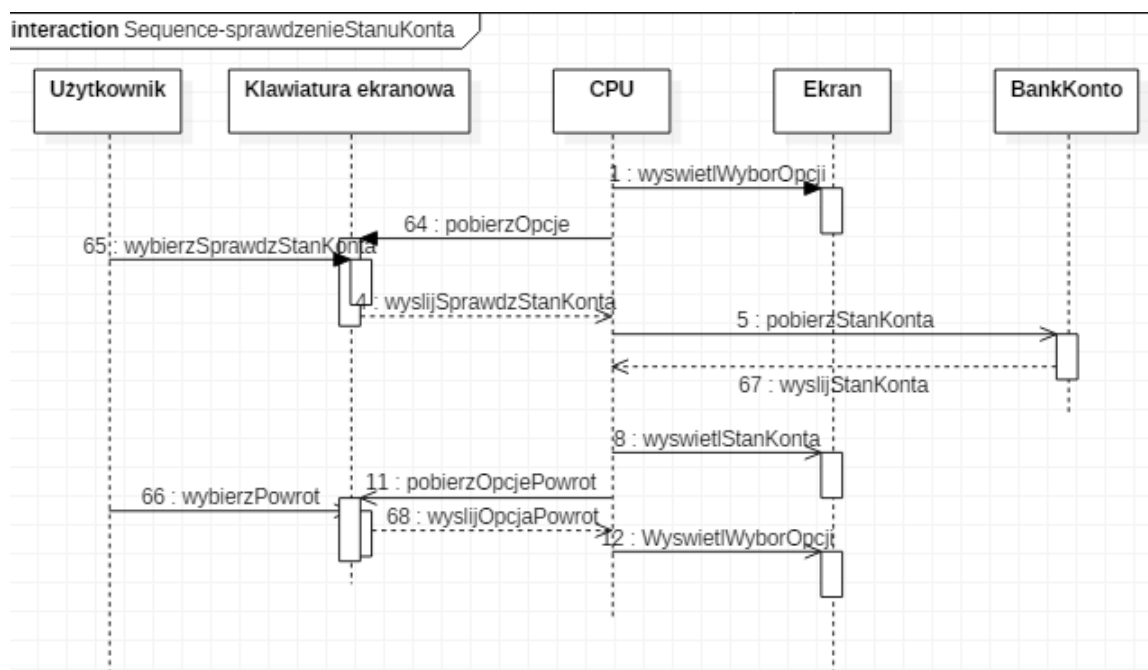 interaction Sequence-sprawdzenieStanuKonta
Użytkownik
Klawiatura ekranowa
CPU
Ekran
BankKonto
1 : wyswietlWyborOpcji
64 : pobierzOpcje
65 : wybierzSprawdzStanKonta
4 : wyslijSprawdzStanKonta
5 : pobierzStanKonta
67 : wyslijStanKonta
8 : wyswietlStanKonta
11 : pobierzOpcjePowrot
66 : wybierzPowrot
68 : wyslijOpcjaPowrot
12 : WyswietlWyborOpcji